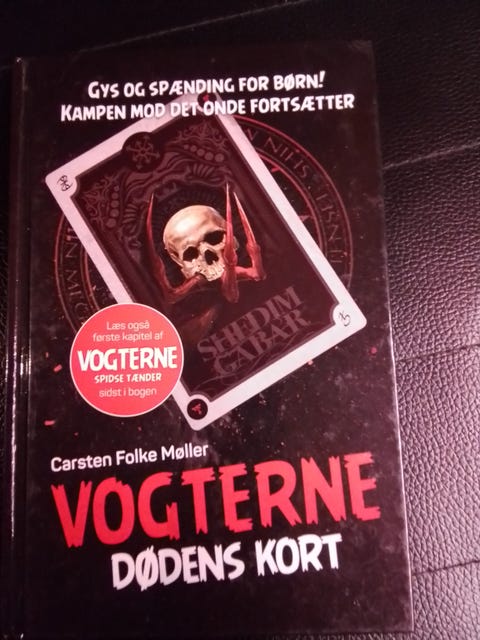 GYS OG SPÆNDING FOR BØRN!
KAMPEN MOD DET ONDE FORTSÆTTER
SHEDIM
GABAR
Læs også
første kapitel af
VOGTERNE
SPIDSE TÆNDER
sidst i bogen
Carsten Folke Møller
VOGTERNE
DØDENS KORT